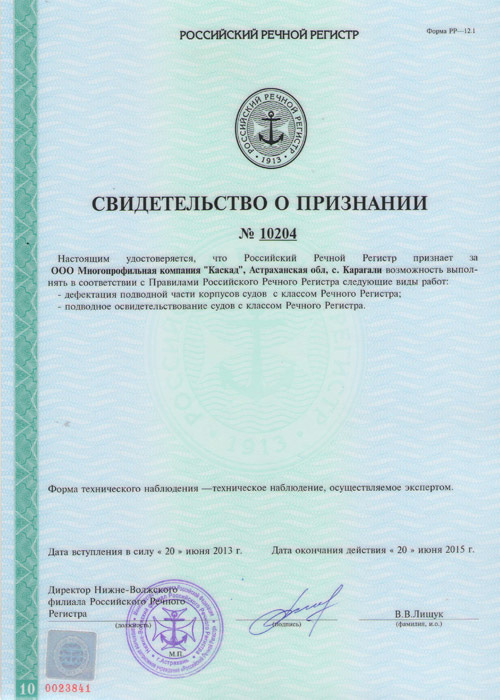 РОССИЙСКИЙ РЕЧНОЙ РЕГИСТР
Форма РР—12.1
РОССИЙСКИЙ РЕЧНОЙ РЕГИСТР
· 1913 ·
СВИДЕТЕЛЬСТВО О ПРИЗНАНИИ
№ 10204
Настоящим удостоверяется, что Российский Речной Регистр признает за
ООО Многопрофильная компания "Каскад", Астраханская обл, с. Карагали возможность выпол-
нять в соответствии с Правилами Российского Речного Регистра следующие виды работ:
- дефектация подводной части корпусов судов с классом Речного Регистра;
- подводное освидетельствование судов с классом Речного Регистра.
Форма технического наблюдения —техническое наблюдение, осуществляемое экспертом.
Дата вступления в силу « 20 » июня 2013 г.
Дата окончания действия « 20 » июня 2015 г.
Директор Нижне-Волжского
филиала Российского Речного
Регистра
(должность)
М.П.
г.Астрахань
(подпись)
В.В.Лищук
(фамилия, и.о.)
10 0023841